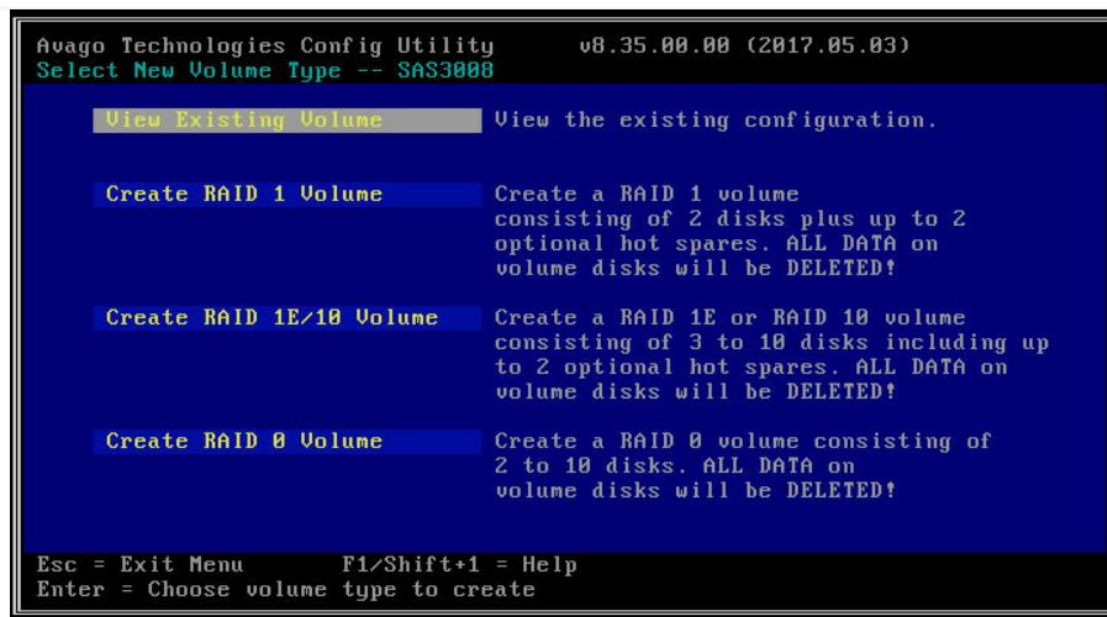 Avago Technologies Config Utility v8.35.00.00 (2017.05.03)
Select New Volume Type -- SAS3008
View Existing Volume View the existing configuration.
Create RAID 1 Volume Create a RAID 1 volume
consisting of 2 disks plus up to 2
optional hot spares. ALL DATA on
volume disks will be DELETED!
Create RAID 1E/10 Volume Create a RAID 1E or RAID 10 volume
consisting of 3 to 10 disks including up
to 2 optional hot spares. ALL DATA on
volume disks will be DELETED!
Create RAID 0 Volume Create a RAID 0 volume consisting of
2 to 10 disks. ALL DATA on
volume disks will be DELETED!
Esc = Exit Menu F1/Shift+1 = Help
Enter = Choose volume type to create